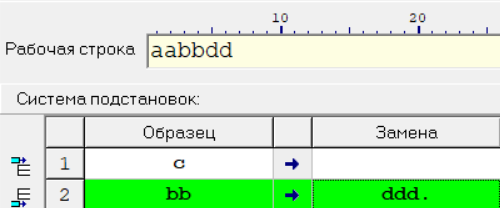 10 20
Рабочая строка aabbdd
Система подстановок:
Образец Замена
1 c →
2 bb → ddd.